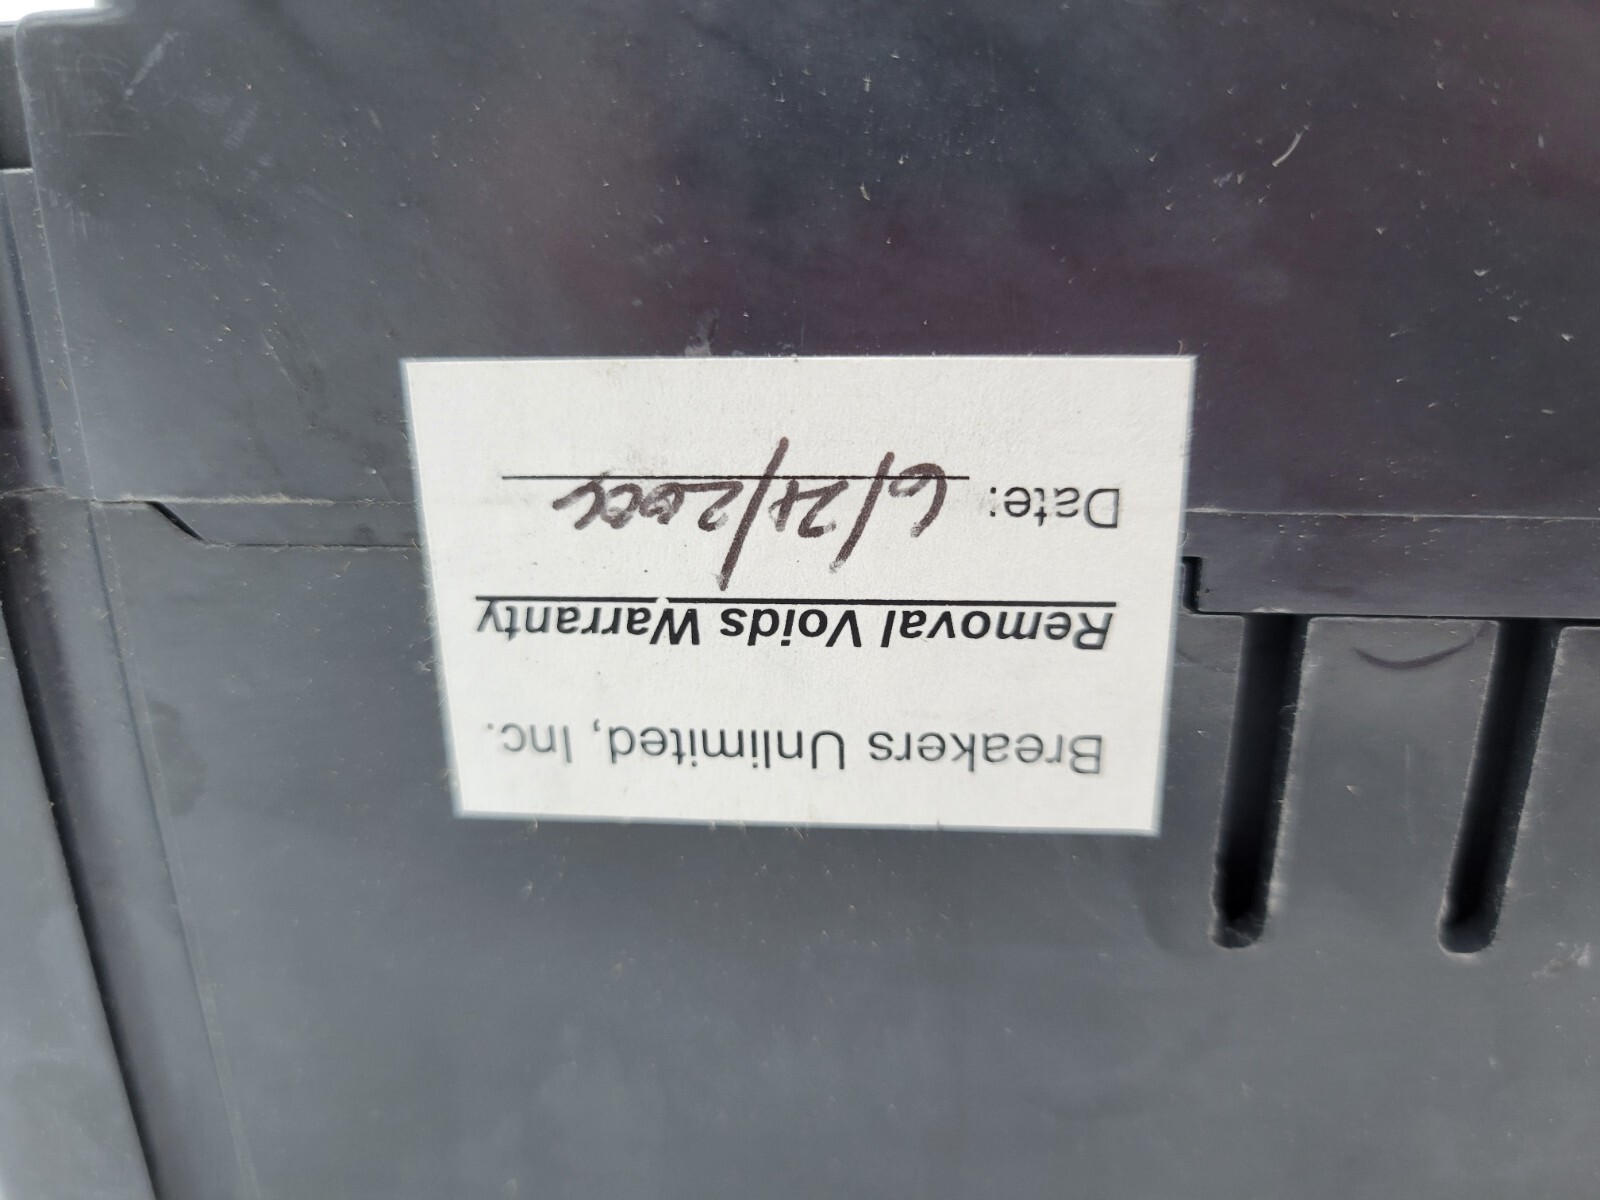 Breakers Unlimited, Inc.
Removal Voids Warranty
Date: